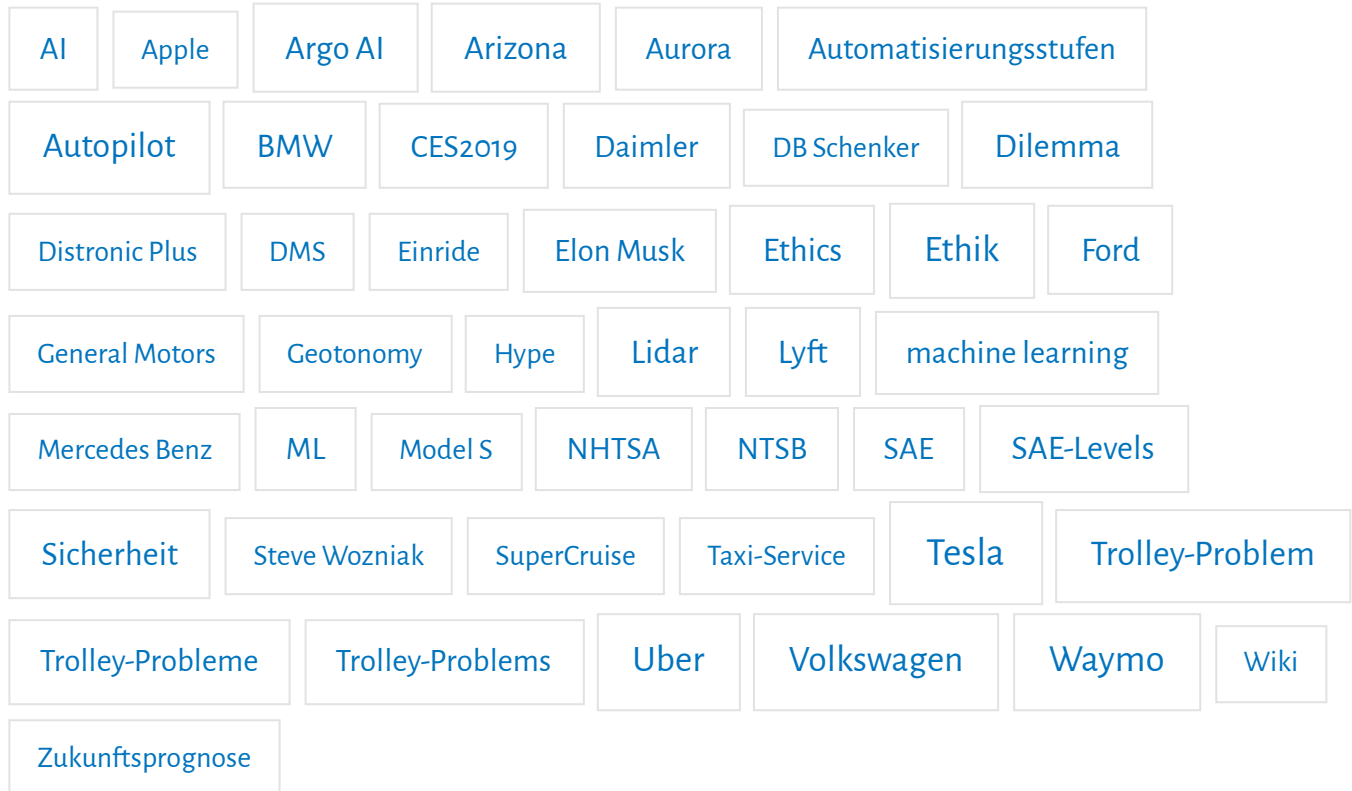 AI Apple Argo AI Arizona Aurora Automatisierungsstufen
Autopilot BMW CES2019 Daimler DB Schenker Dilemma
Distronic Plus DMS Einride Elon Musk Ethics Ethik Ford
General Motors Geotonomy Hype Lidar Lyft machine learning
Mercedes Benz ML Model S NHTSA NTSB SAE SAE-Levels
Sicherheit Steve Wozniak SuperCruise Taxi-Service Tesla Trolley-Problem
Trolley-Probleme Trolley-Problems Uber Volkswagen Waymo Wiki
Zukunftsprognose